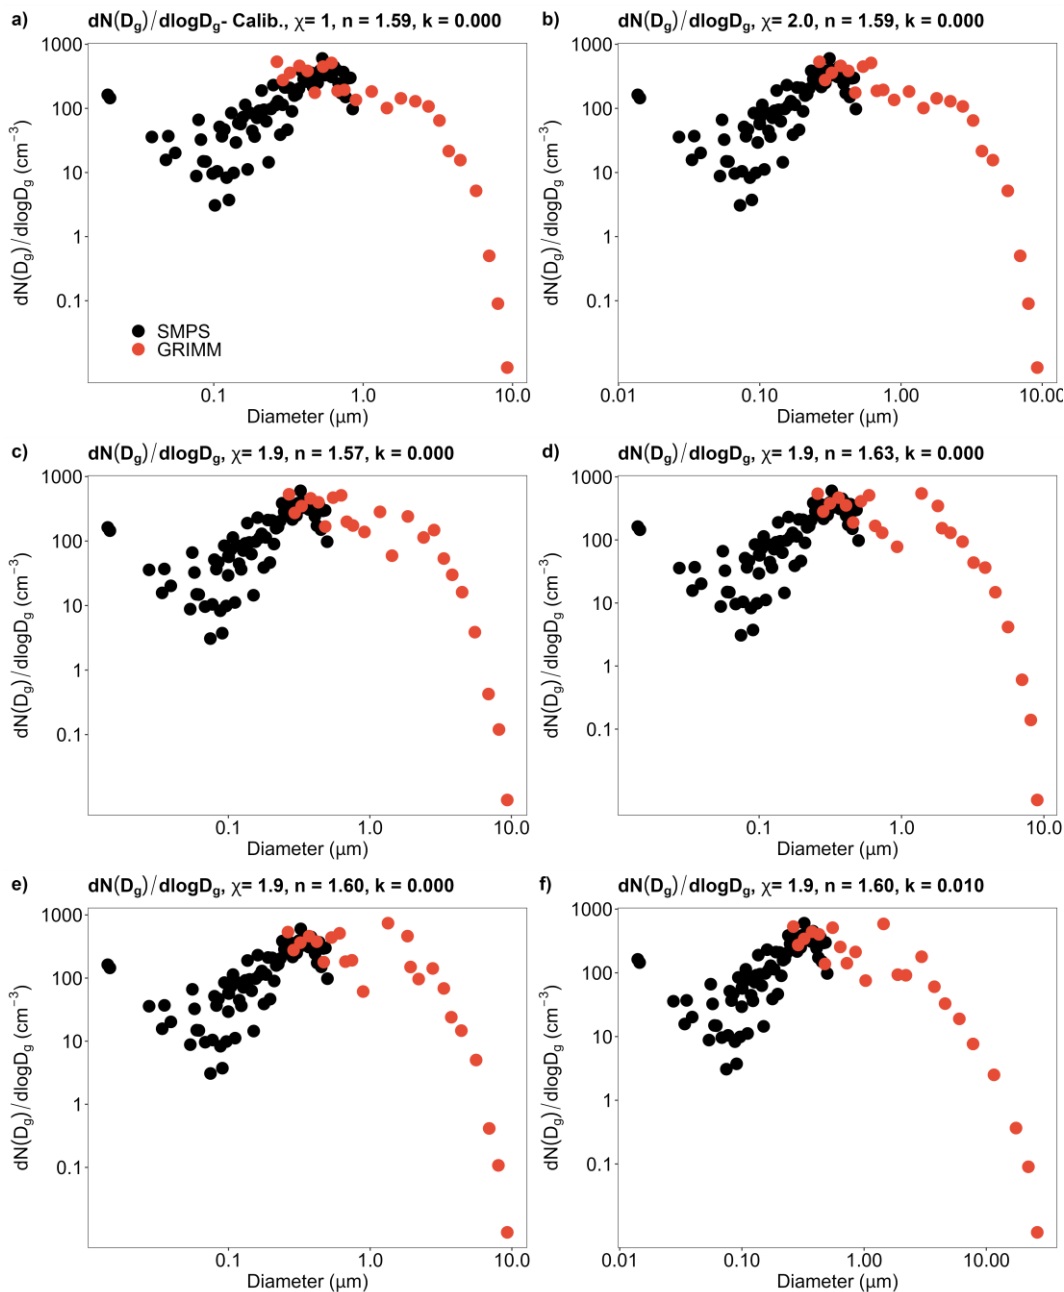 a) dN(Dg)/dlogDg- Calib., χ= 1, n = 1.59, k = 0.000
dN(Dg)/dlogDg (cm−3)
1000
100
10
1
0.1
SMPS
GRIMM
0.1 1.0 10.0
Diameter (µm)
b) dN(Dg)/dlogDg, χ= 2.0, n = 1.59, k = 0.000
dN(Dg)/dlogDg (cm−3)
1000
100
10
1
0.1
0.01 0.10 1.00 10.00
Diameter (µm)
c) dN(Dg)/dlogDg, χ= 1.9, n = 1.57, k = 0.000
dN(Dg)/dlogDg (cm−3)
1000
100
10
1
0.1
0.1 1.0 10.0
Diameter (µm)
d) dN(Dg)/dlogDg, χ= 1.9, n = 1.63, k = 0.000
dN(Dg)/dlogDg (cm−3)
1000
100
10
1
0.1
0.1 1.0 10.0
Diameter (µm)
e) dN(Dg)/dlogDg, χ= 1.9, n = 1.60, k = 0.000
dN(Dg)/dlogDg (cm−3)
1000
100
10
1
0.1
0.1 1.0 10.0
Diameter (µm)
f) dN(Dg)/dlogDg, χ= 1.9, n = 1.60, k = 0.010
dN(Dg)/dlogDg (cm−3)
1000
100
10
1
0.1
0.01 0.10 1.00 10.00
Diameter (µm)